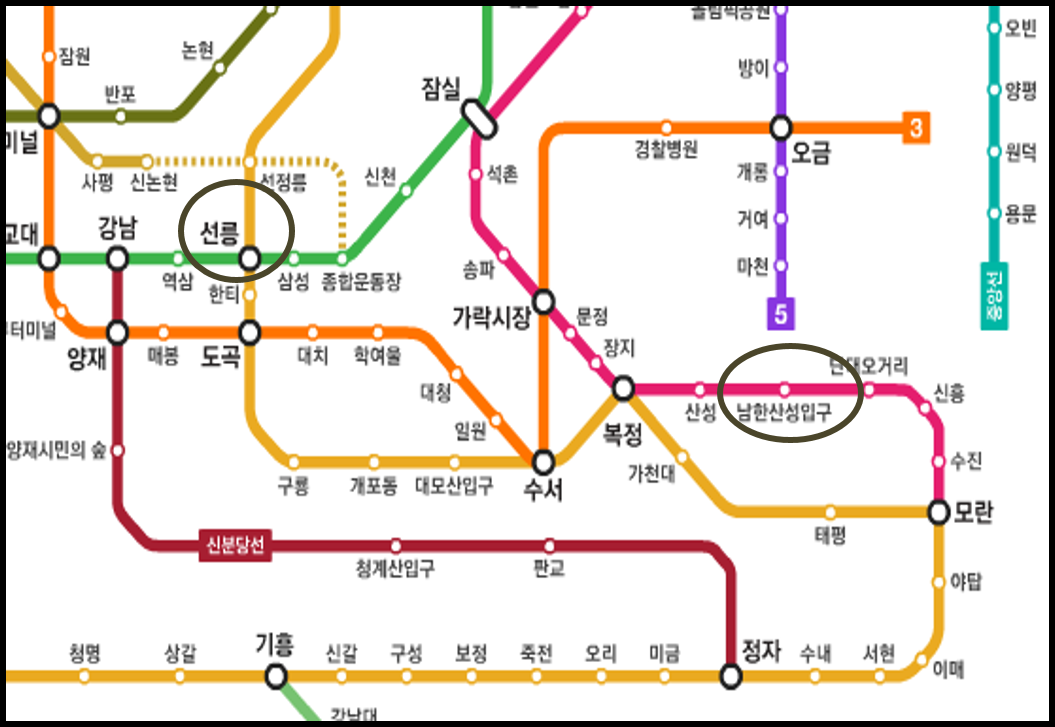 올림픽공원
오빈
잠원
논현
방이
잠실
양평
반포
미널
3
경찰병원
오금
원덕
사평
신논현
선정릉
신천
석촌
개롱
거여
용문
교대
강남
선릉
역삼
삼성
종합운동장
송파
마천
한티
가락시장
문정
5
중앙선
터미널
양재
매봉
도곡
대치
학여울
장지
단대오거리
대청
산성
남한산성입구
신흥
일원
복정
양재시민의 숲
가천대
수진
구룡
개포동
대모산입구
수서
모란
태평
신분당선
청계산입구
판교
야탑
기흥
정자
청명
상갈
신갈
구성
보정
죽전
오리
미금
수내
서현
이매
강남대